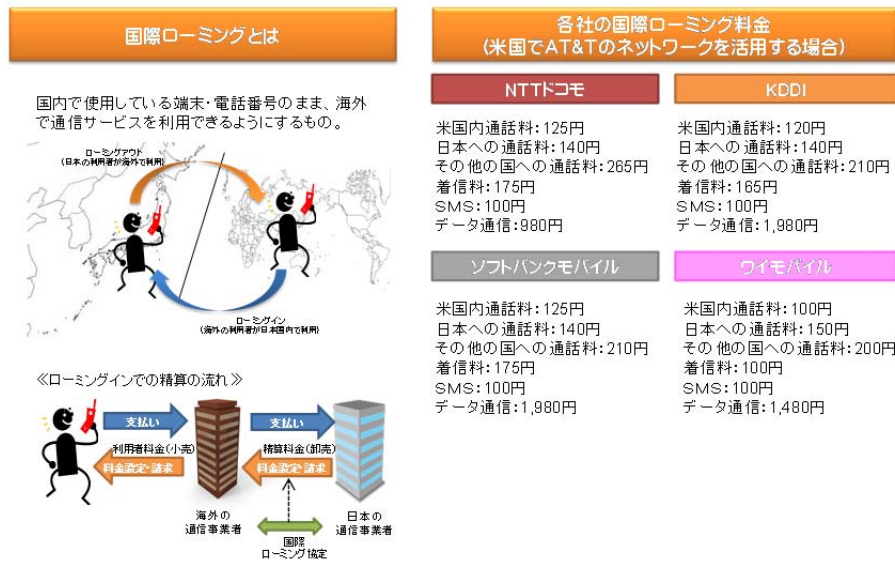 国際ローミングとは
国内で使用している端末・電話番号のまま、海外
で通信サービスを利用できるようにするもの。
ローミングアウト
(日本の利用者が海外で利用)
ローミングイン
(海外の利用者が日本国内で利用)
≪ローミングインでの精算の流れ≫
支払い
支払い
利用者料金(小売)
精算料金(卸売)
料金設定・請求
料金設定・請求
海外の
通信事業者
日本の
通信事業者
国際
ローミング協定
各社の国際ローミング料金
(米国でAT&Tのネットワークを活用する場合)
NTTドコモ
米国内通話料:125円
日本への通話料:140円
その他の国への通話料:265円
着信料:175円
SMS:100円
データ通信:980円
KDDI
米国内通話料:120円
日本への通話料:140円
その他の国への通話料:210円
着信料:165円
SMS:100円
データ通信:1,980円
ソフトバンクモバイル
米国内通話料:125円
日本への通話料:140円
その他の国への通話料:210円
着信料:175円
SMS:100円
データ通信:1,980円
ワイモバイル
米国内通話料:100円
日本への通話料:150円
その他の国への通話料:200円
着信料:100円
SMS:100円
データ通信:1,480円